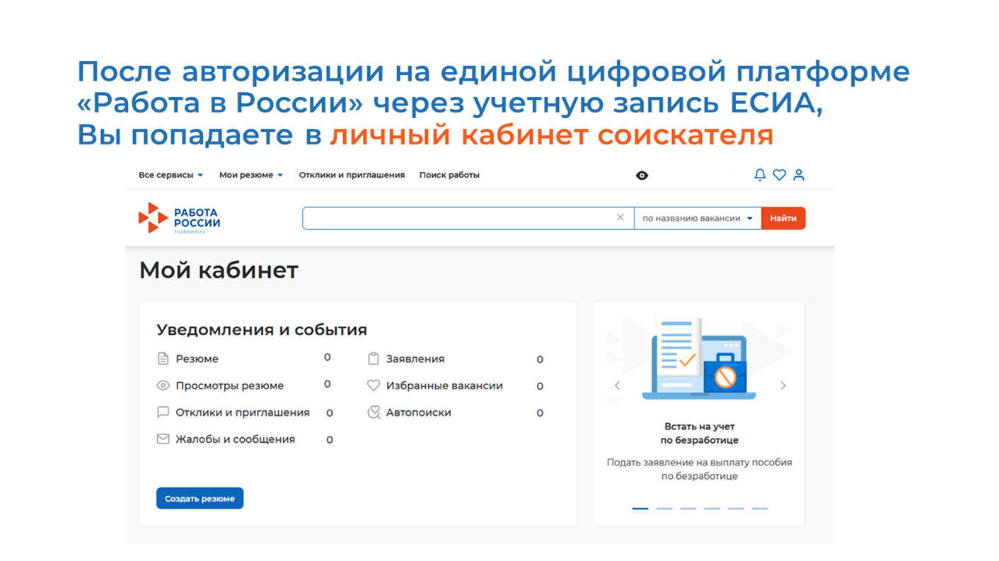 После авторизации на единой цифровой платформе
«Работа в России» через учетную запись ЕСИА,
Вы попадаете в личный кабинет соискателя
Все сервисы Мои резюме Отклики и приглашения Поиск работы
РАБОТА
РОССИИ
trudvsem.ru
по названию вакансии Найти
Мой кабинет
Уведомления и события
Резюме 0 Заявления 0
Просмотры резюме 0 Избранные вакансии 0
Отклики и приглашения 0 Автопоиски 0
Жалобы и сообщения 0
Создать резюме
Встать на учет
по безработице
Подать заявление на выплату пособия
по безработице